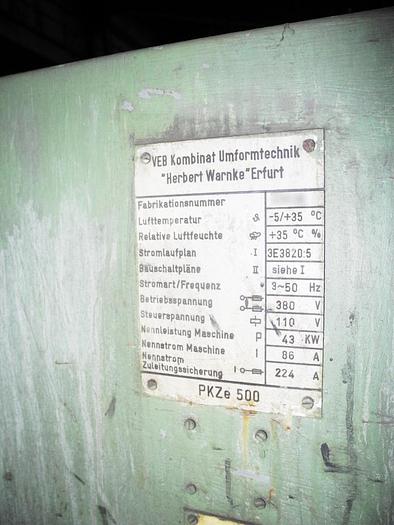 VEB Kombinat Umformtechnik
"Herbert Warnke" Erfurt
Fabrikationsnummer
Lufttemperatur ϑ -5/+35 °C
Relative Luftfeuchte +35 °C %
Stromlaufplan I 3E3820:5
Bauschaltpläne II siehe I
Stromart/Frequenz 3~50 Hz
Betriebsspannung 380 V
Steuerspannung 110 V
Nennleistung Maschine P 43 KW
Nennstrom Maschine I 86 A
Nennstrom
Zuleitungssicherung I 224 A
PKZe 500